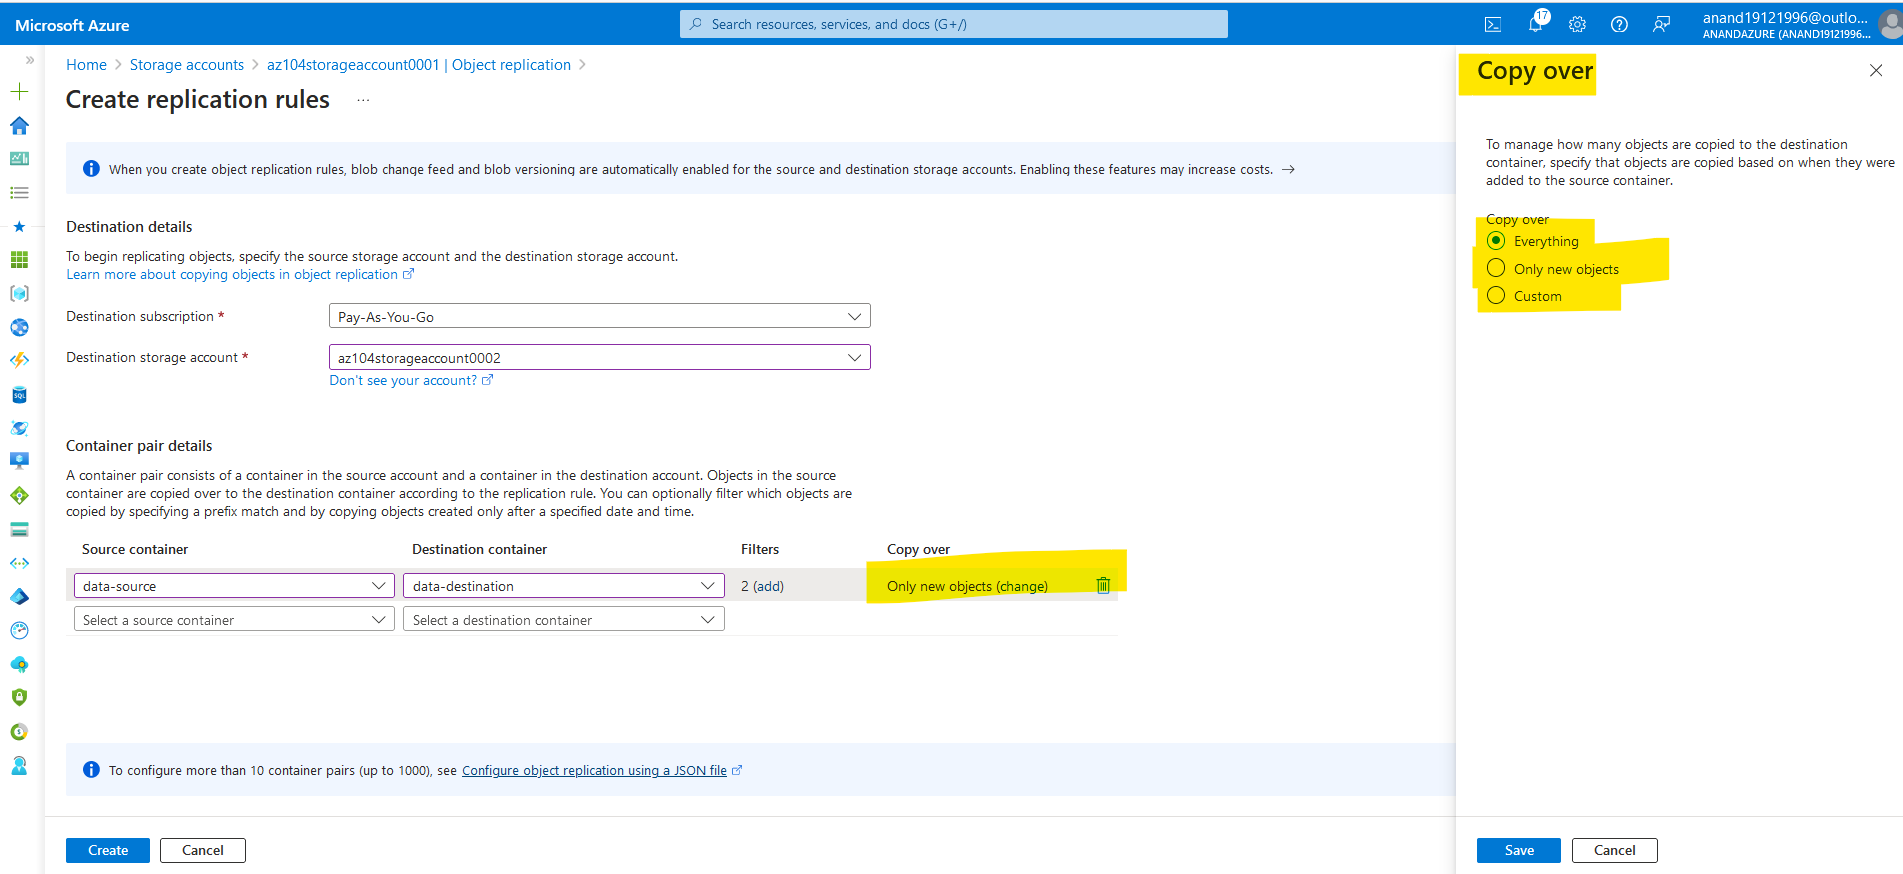 Microsoft Azure
Search resources, services, and docs (G+/)
17
anand19121996@outlo...
ANANDAZURE (ANAND19121996...
Home > Storage accounts > az104storageaccount0001 | Object replication >
Create replication rules ...
When you create object replication rules, blob change feed and blob versioning are automatically enabled for the source and destination storage accounts. Enabling these features may increase costs. →
Destination details
To begin replicating objects, specify the source storage account and the destination storage account.
Learn more about copying objects in object replication
Destination subscription *
Pay-As-You-Go
Destination storage account *
az104storageaccount0002
Don't see your account?
Container pair details
A container pair consists of a container in the source account and a container in the destination account. Objects in the source
container are copied over to the destination container according to the replication rule. You can optionally filter which objects are
copied by specifying a prefix match and by copying objects created only after a specified date and time.
Source container Destination container Filters Copy over
data-source data-destination 2 (add) Only new objects (change)
Select a source container Select a destination container
To configure more than 10 container pairs (up to 1000), see Configure object replication using a JSON file
Create Cancel
Copy over
To manage how many objects are copied to the destination
container, specify that objects are copied based on when they were
added to the source container.
Copy over
Everything
Only new objects
Custom
Save Cancel
SQL